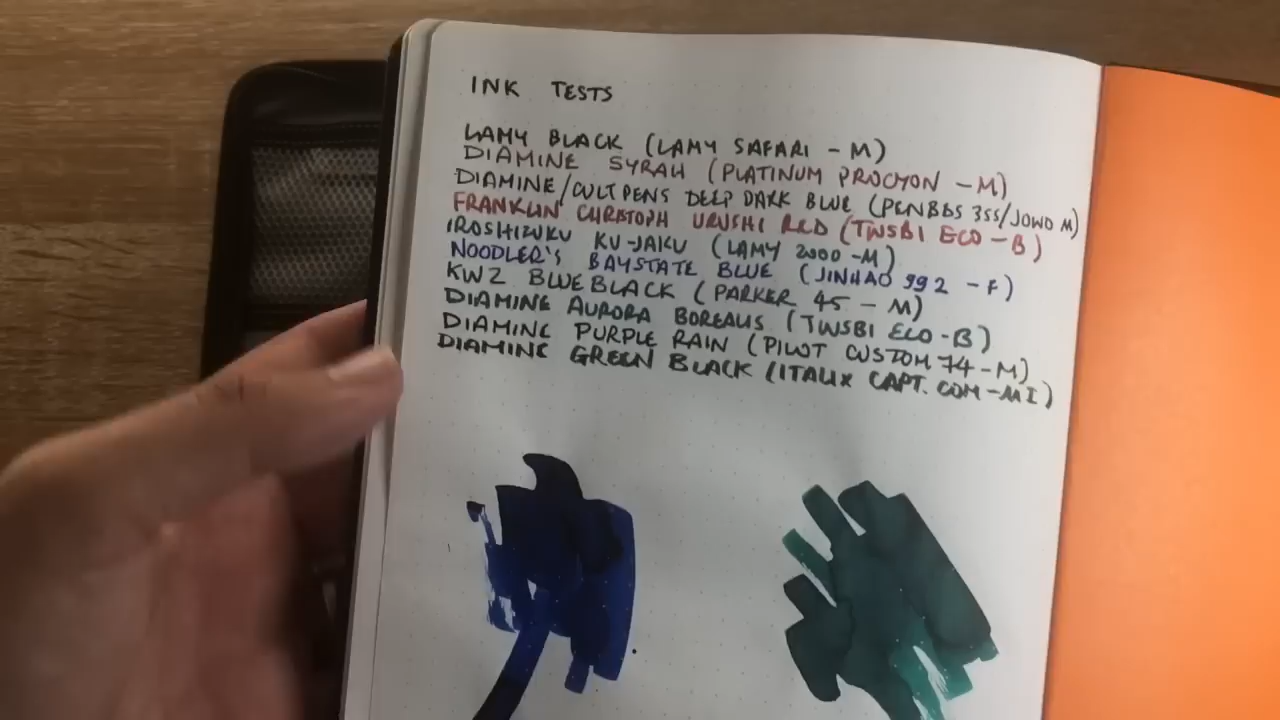 INK TESTS
LAMY BLACK (LAMY SAFARI - M)
DIAMINE SYRAH (PLATINUM PROCYON - M)
DIAMINE/CULT PENS DEEP DARK BLUE (PENBBS 355/JOWO M)
FRANKLIN CHRISTOPH URUSHI RED (TWSBI ECO - B)
IROSHIZUKU KU-JAKU (LAMY 2000 - M)
NOODLER'S BAYSTATE BLUE (JINHAO 992 - F)
KWZ BLUEBLACK (PARKER 45 - M)
DIAMINE AURORA BOREALIS (TWSBI ECO - B)
DIAMINE PURPLE RAIN (PILOT CUSTOM 74 - M)
DIAMINE GREEN BLACK (ITALIX CAPT. COM - MI)